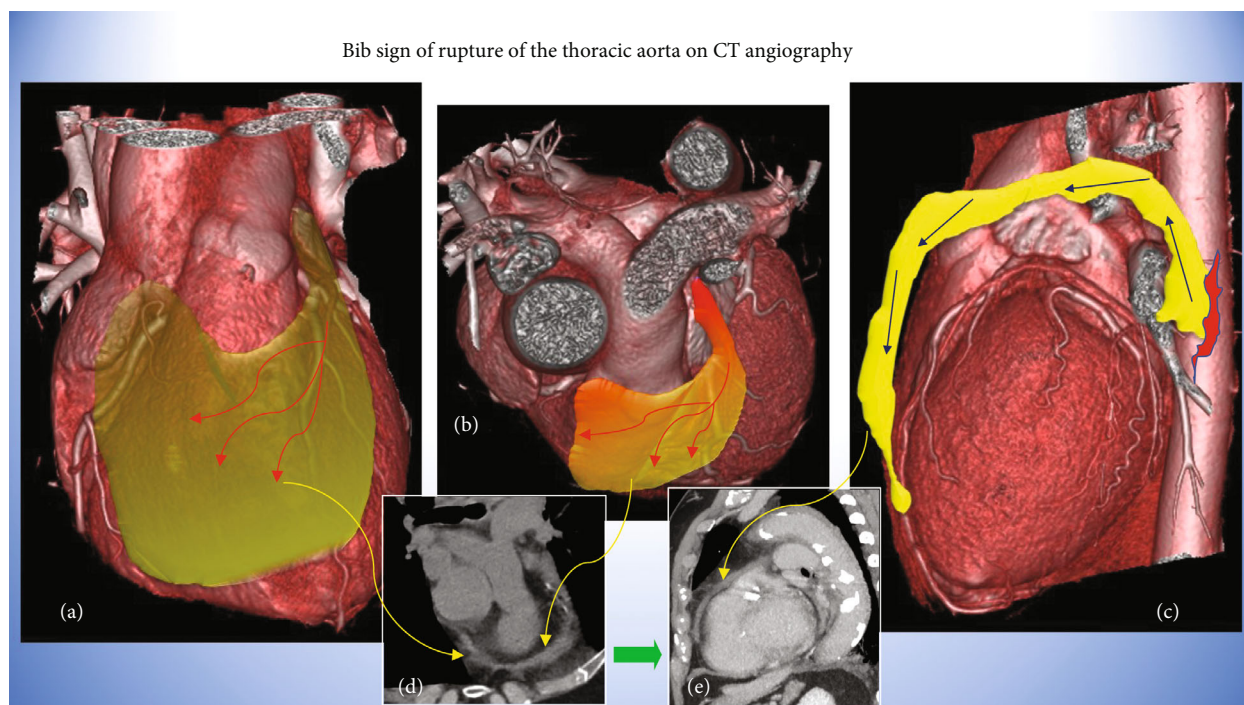 Bib sign of rupture of the thoracic aorta on CT angiography
(a)
(b)
(c)
(d)
(e)